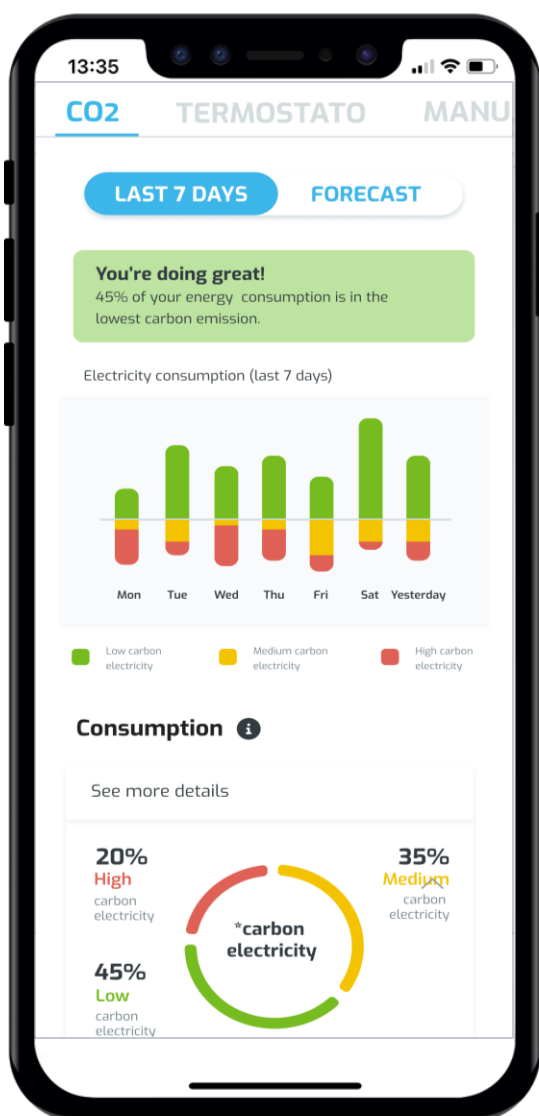 13:35
CO2 TERMOSTATO MANU
LAST 7 DAYS FORECAST
You're doing great!
45% of your energy consumption is in the
lowest carbon emission.
Electricity consumption (last 7 days)
Mon Tue Wed Thu Fri Sat Yesterday
Low carbon
electricity
Medium carbon
electricity
High carbon
electricity
Consumption
See more details
20%
High
carbon
electricity
35%
Medium
carbon
electricity
*carbon
electricity
45%
Low
carbon
electricity